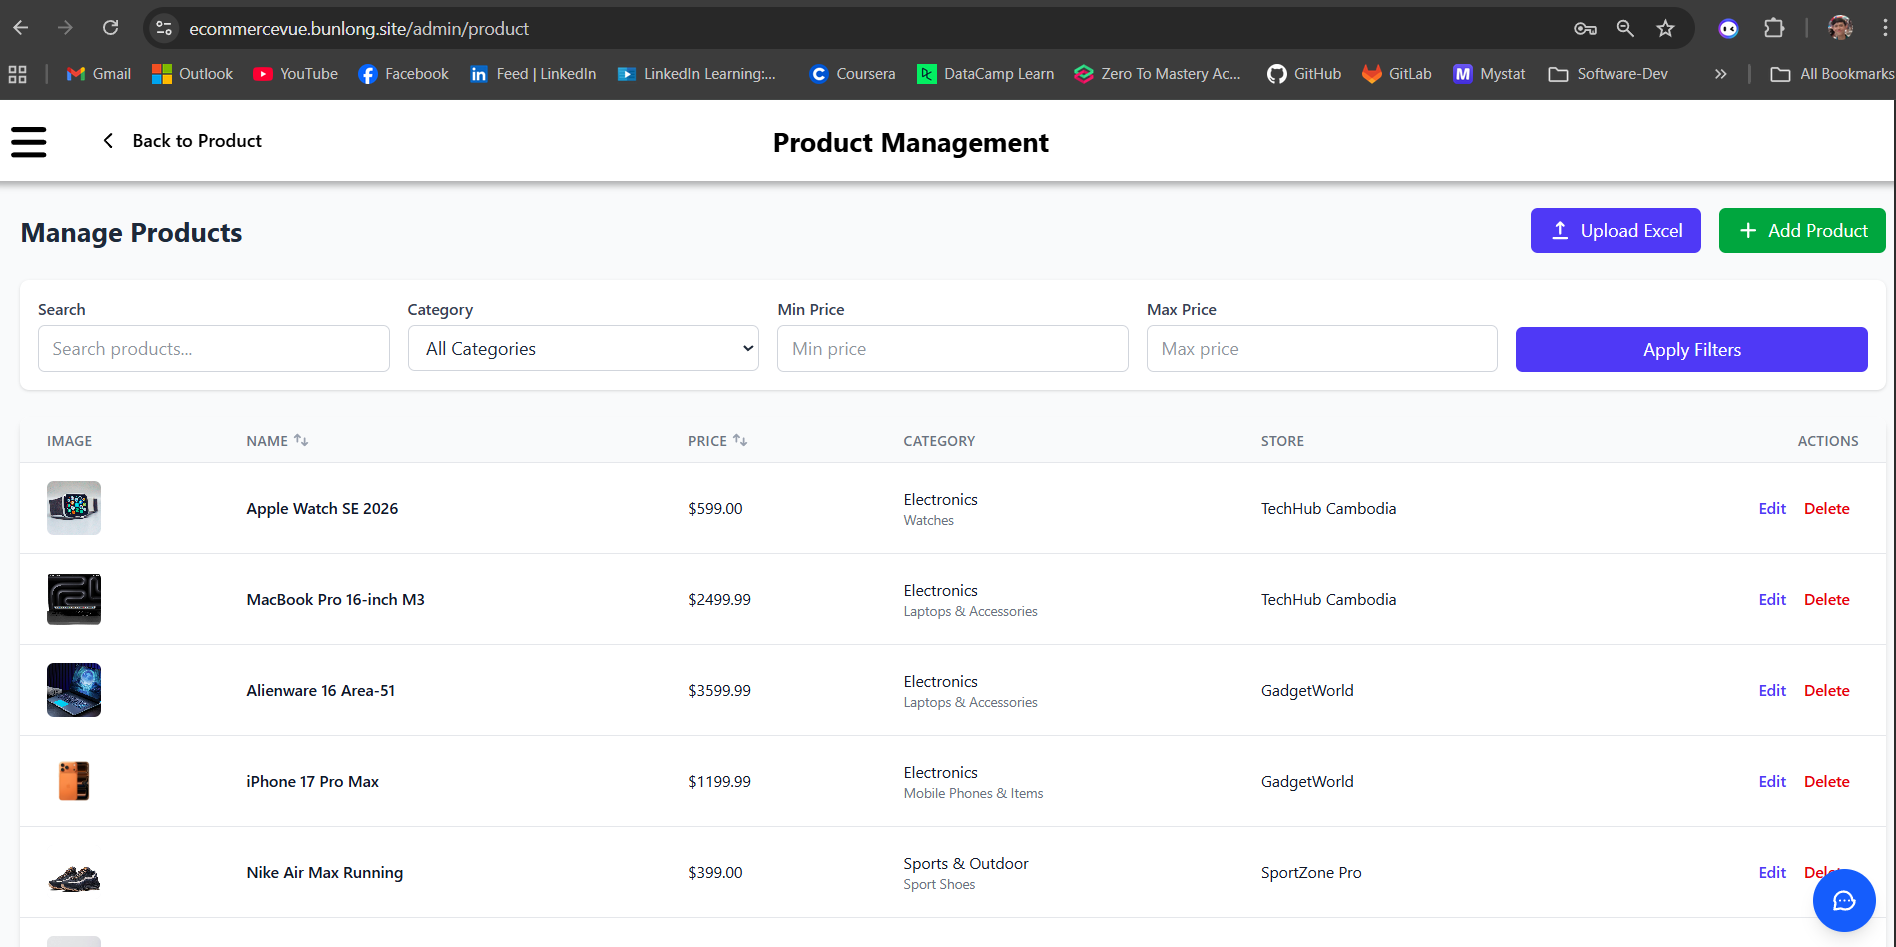 ecommercevue.bunlong.site/admin/product
Gmail Outlook YouTube Facebook Feed | LinkedIn LinkedIn Learning:... Coursera DataCamp Learn Zero To Mastery Ac... GitHub GitLab Mystat Software-Dev » All Bookmarks
Back to Product
Product Management
Manage Products
Upload Excel
Add Product
Search Category Min Price Max Price
Search products... All Categories Min price Max price Apply Filters
IMAGE NAME PRICE CATEGORY STORE ACTIONS
Apple Watch SE 2026 $599.00 Electronics TechHub Cambodia Edit Delete
Watches
MacBook Pro 16-inch M3 $2499.99 Electronics TechHub Cambodia Edit Delete
Laptops & Accessories
Alienware 16 Area-51 $3599.99 Electronics GadgetWorld Edit Delete
Laptops & Accessories
iPhone 17 Pro Max $1199.99 Electronics GadgetWorld Edit Delete
Mobile Phones & Items
Nike Air Max Running $399.00 Sports & Outdoor SportZone Pro Edit
Sport Shoes